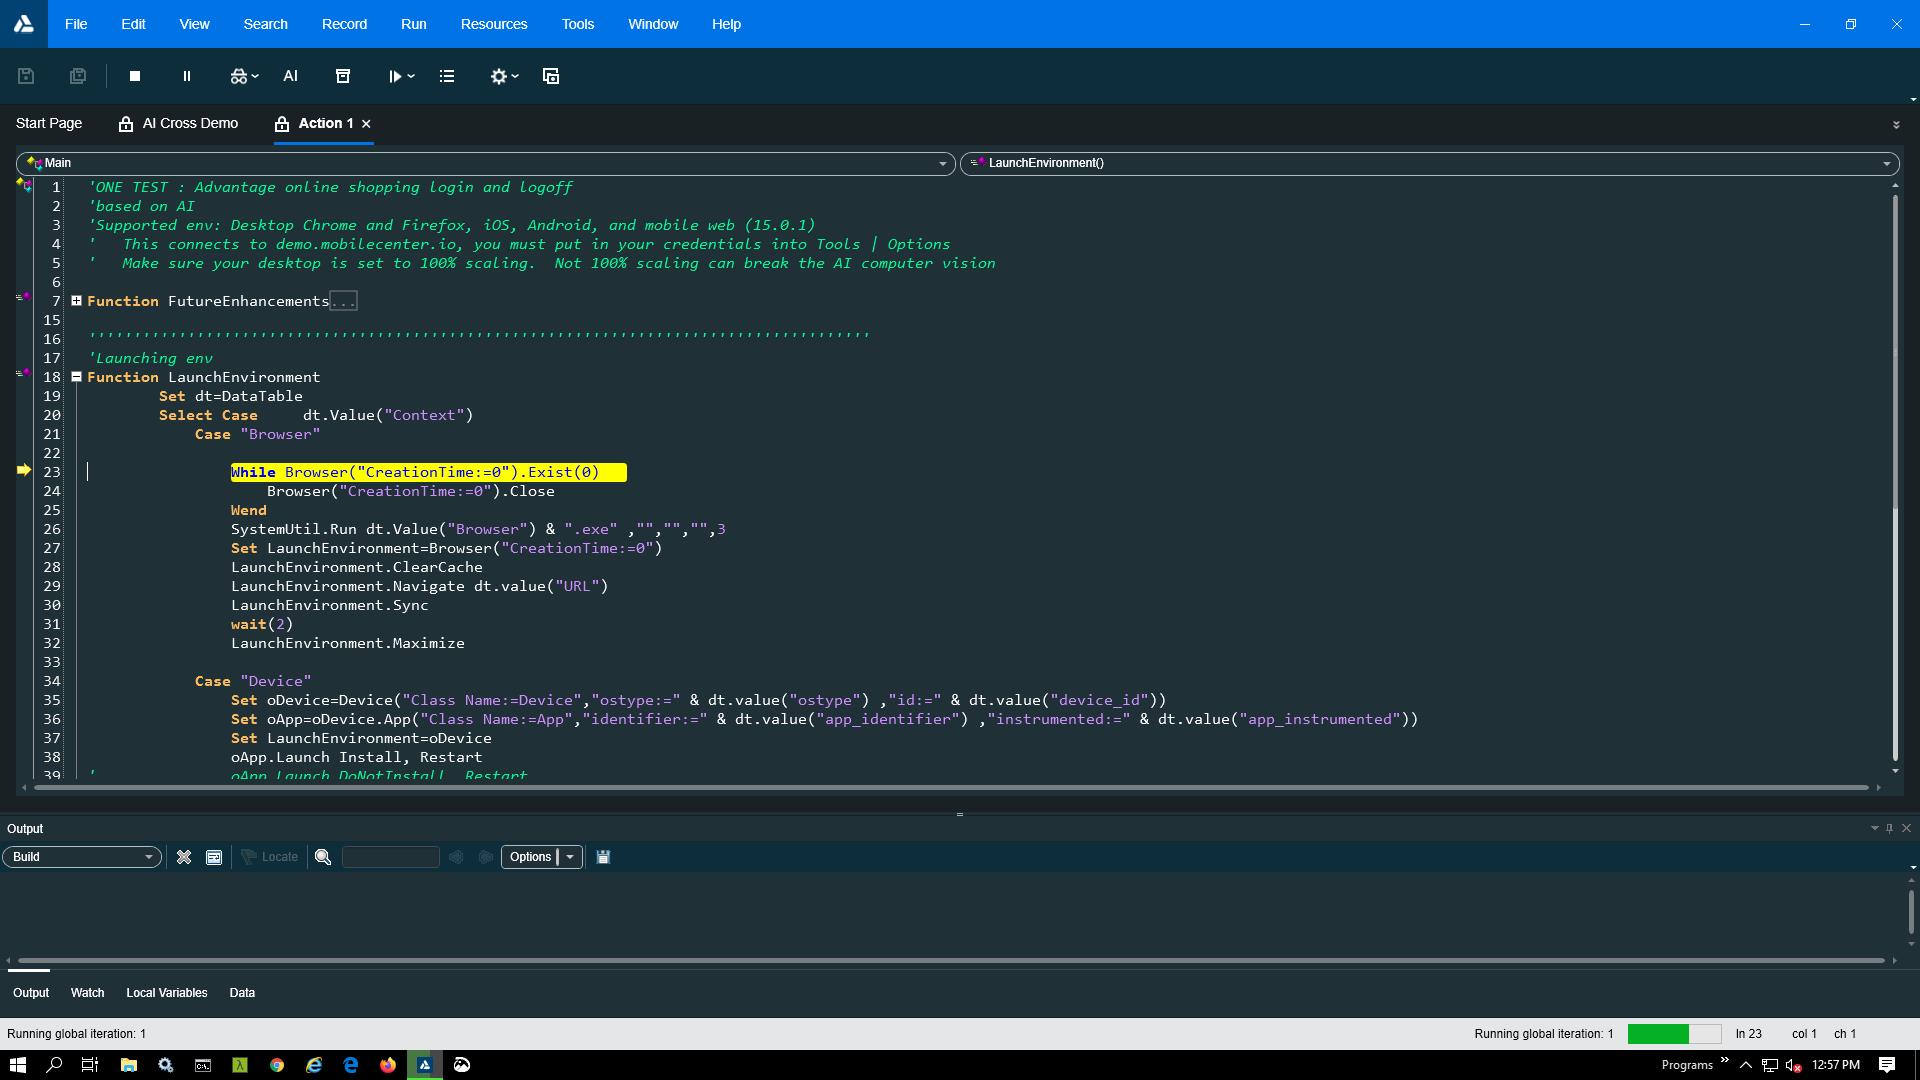 File Edit View Search Record Run Resources Tools Window Help
AI
Start Page AI Cross Demo Action 1
Main LaunchEnvironment()
1 'ONE TEST : Advantage online shopping login and logoff
2 'based on AI
3 'Supported env: Desktop Chrome and Firefox, iOS, Android, and mobile web (15.0.1)
4 '   This connects to demo.mobilecenter.io, you must put in your credentials into Tools | Options
5 '   Make sure your desktop is set to 100% scaling.  Not 100% scaling can break the AI computer vision
6
7 Function FutureEnhancements...
15
16 '''''''''''''''''''''''''''''''''''''''''''''''''''''''''''''''''''''''''''''''''''''''
17 'Launching env
18 Function LaunchEnvironment
19 Set dt=DataTable
20 Select Case     dt.Value("Context")
21 Case "Browser"
22
23 While Browser("CreationTime:=0").Exist(0)
24 Browser("CreationTime:=0").Close
25 Wend
26 SystemUtil.Run dt.Value("Browser") & ".exe" ,"","","",3
27 Set LaunchEnvironment=Browser("CreationTime:=0")
28 LaunchEnvironment.ClearCache
29 LaunchEnvironment.Navigate dt.value("URL")
30 LaunchEnvironment.Sync
31 wait(2)
32 LaunchEnvironment.Maximize
33
34 Case "Device"
35 Set oDevice=Device("Class Name:=Device","ostype:=" & dt.value("ostype") ,"id:=" & dt.value("device_id"))
36 Set oApp=oDevice.App("Class Name:=App","identifier:=" & dt.value("app_identifier") ,"instrumented:=" & dt.value("app_instrumented"))
37 Set LaunchEnvironment=oDevice
38 oApp.Launch Install, Restart
39 '               oApp.Launch DoNotInstall, Restart
Output
Build Locate Options
Output Watch Local Variables Data
Running global iteration: 1 Running global iteration: 1 ln 23 col 1 ch 1
Programs 12:57 PM